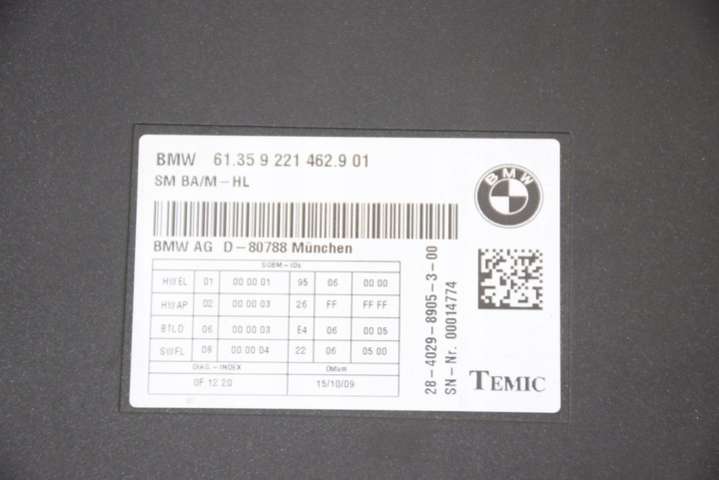 BMW 61.35 9 221 462.9 01
SM BA/M-HL
BMW
BMW AG D-80788 München
SGBM-IDs
HWEL 01 00 00 01 95 06 00 00
HWAP 02 00 00 03 26 FF FF FF
BTLD 06 00 00 03 E4 06 00 05
SWFL 08 00 00 04 22 06 05 00
DIAG-INDEX Datum
0F 12 20 15/10/09
28-4029-8905-3-00
SN-Nr. 00014774
TEMIC